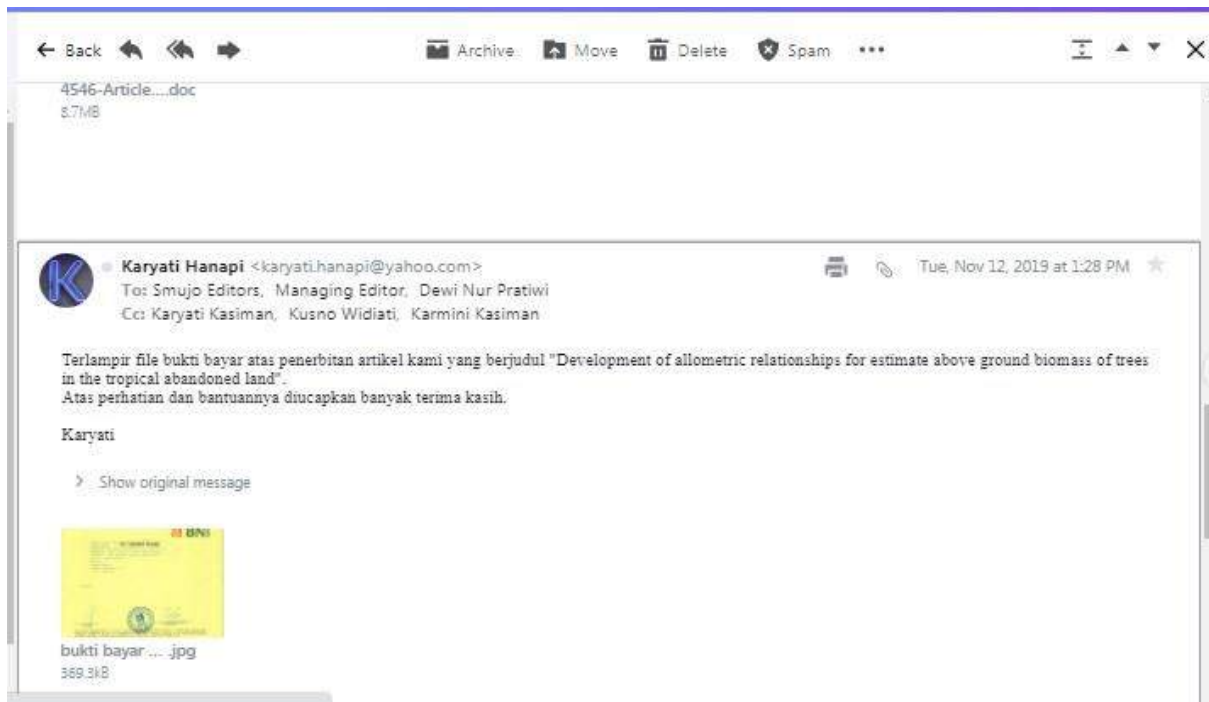 Back Archive Move Delete Spam
4546-Article....doc
8.7MB
K
Karyati Hanapi <karyati.hanapi@yahoo.com> Tue, Nov 12, 2019 at 1:28 PM
To: Smujo Editors, Managing Editor, Dewi Nur Pratiwi
Cc: Karyati Kasiman, Kusno Widiati, Karmini Kasiman
Terlampir file bukti bayar atas penerbitan artikel kami yang berjudul "Development of allometric relationships for estimate above ground biomass of trees
in the tropical abandoned land".
Atas perhatian dan bantuannya diucapkan banyak terima kasih.
Karyati
Show original message
BNI
bukti bayar ... .jpg
369.3kB